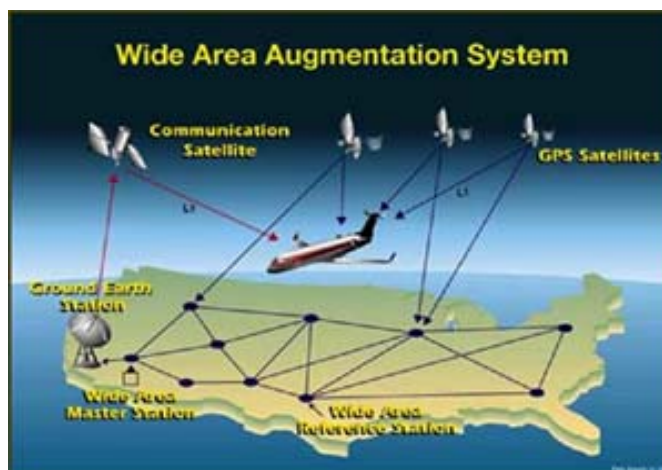 Wide Area Augmentation System
Communication
Satellite
GPS Satellites
L1
L1
Ground Earth
Station
Wide Area
Master Station
Wide Area
Reference Station